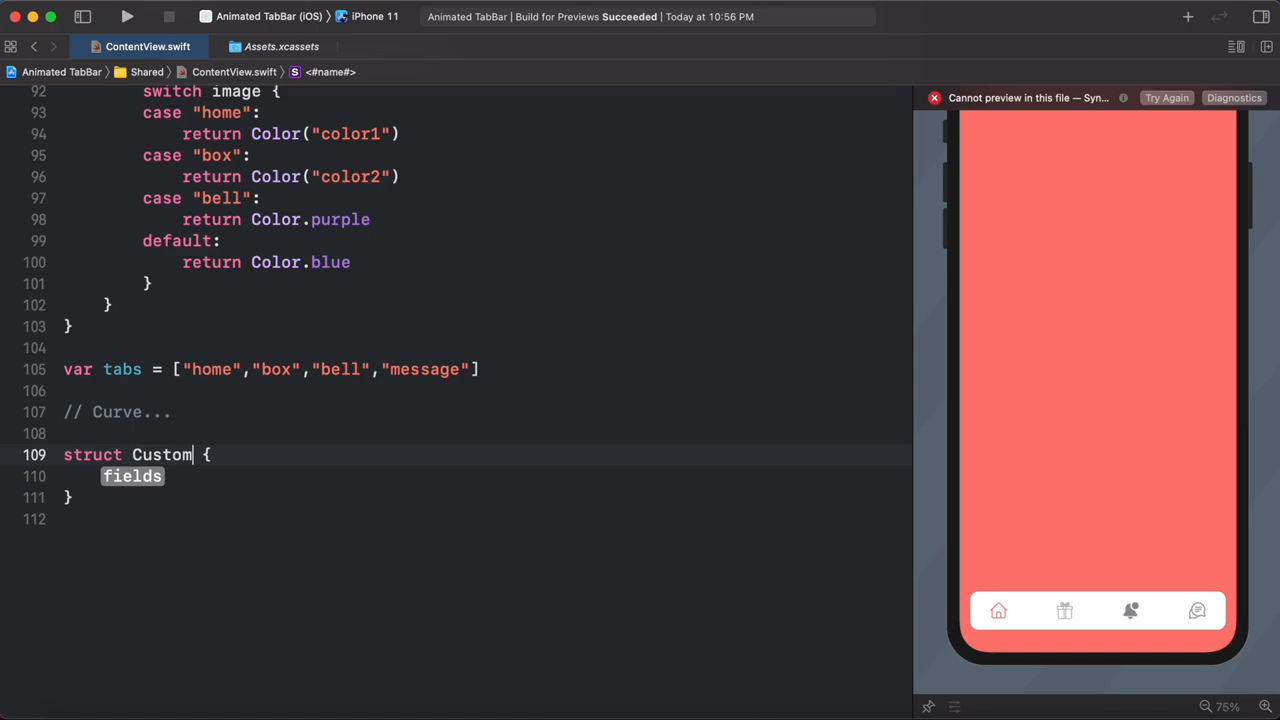 Animated TabBar (iOS) 〉 iPhone 11
Animated TabBar | Build for Previews Succeeded | Today at 10:56 PM
ContentView.swift
Assets.xcassets
Animated TabBar 〉 Shared 〉 ContentView.swift 〉 S <#name#>
92 switch image {
93 case "home":
94 return Color("color1")
95 case "box":
96 return Color("color2")
97 case "bell":
98 return Color.purple
99 default:
100 return Color.blue
101 }
102 }
103 }
104
105 var tabs = ["home","box","bell","message"]
106
107 // Curve...
108
109 struct Custom {
110 fields
111 }
112
Cannot preview in this file — Syn...
Try Again
Diagnostics
75%